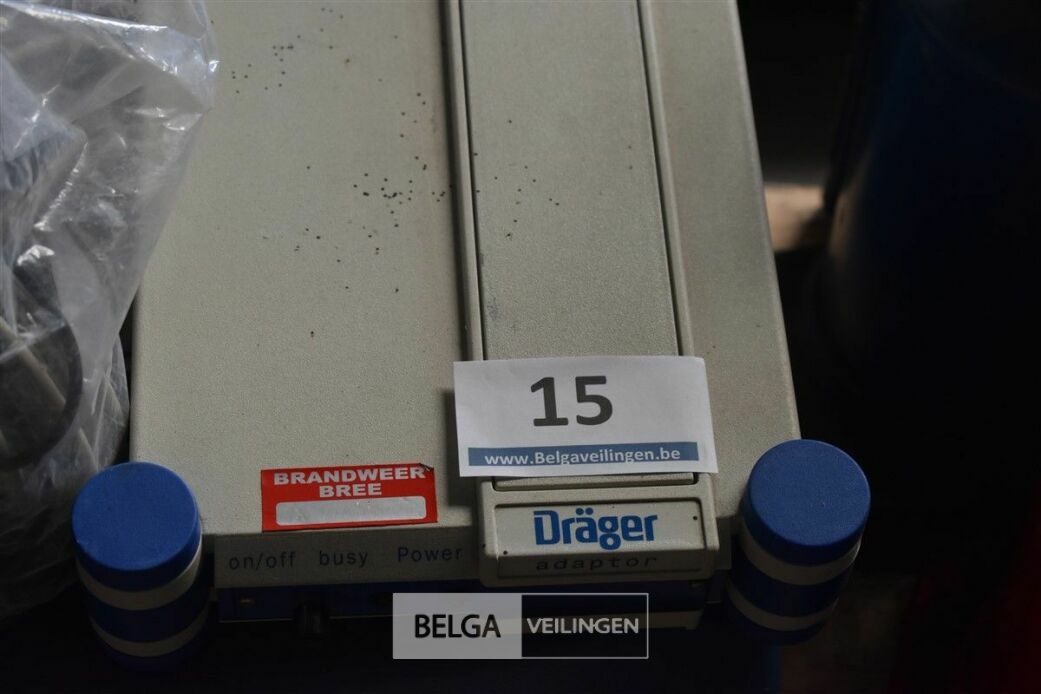 15
www.Belgaveilingen.be
BRANDWEER
BREE
Dräger
on/off busy Power
adaptor
BELGA VEILINGEN